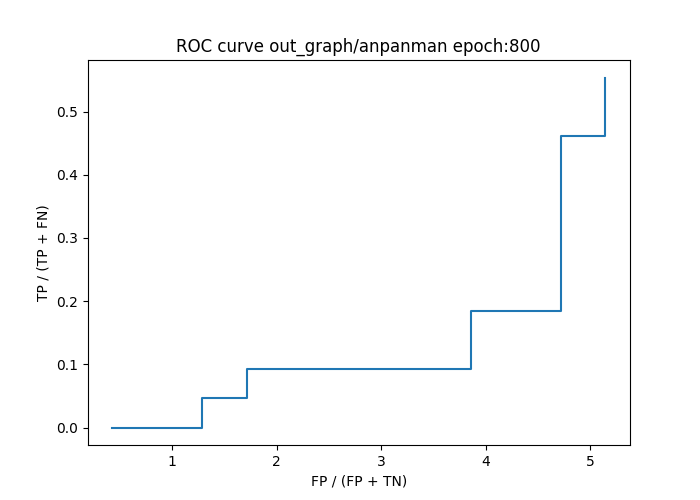 ROC curve out_graph/anpanman epoch:800
TP / (TP + FN)
0.5
0.4
0.3
0.2
0.1
0.0
1 2 3 4 5
FP / (FP + TN)